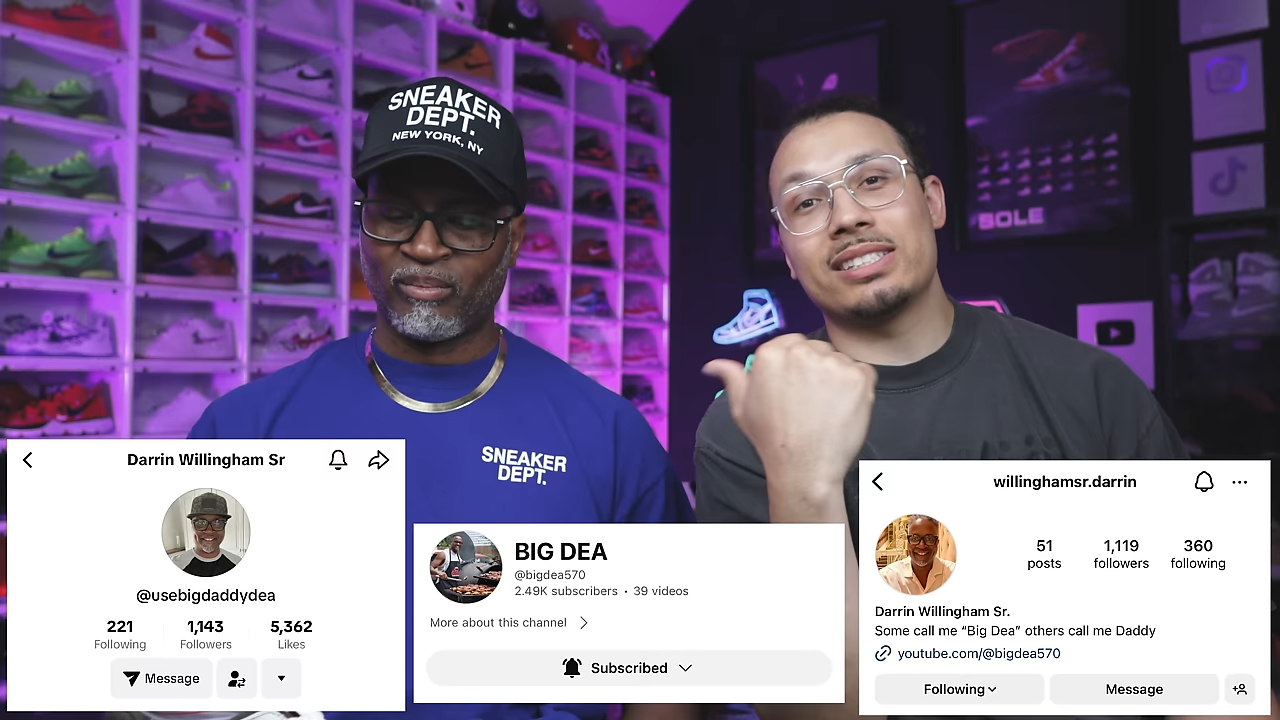 SNEAKER
DEPT.
NEW YORK, NY
SOLE
SNEAKER
DEPT.
Darrin Willingham Sr
@usebigdaddydea
221
Following
1,143
Followers
5,362
Likes
Message
BIG DEA
@bigdea570
2.49K subscribers • 39 videos
More about this channel
Subscribed
willinghamsr.darrin
51
posts
1,119
followers
360
following
Darrin Willingham Sr.
Some call me “Big Dea” others call me Daddy
youtube.com/@bigdea570
Following
Message